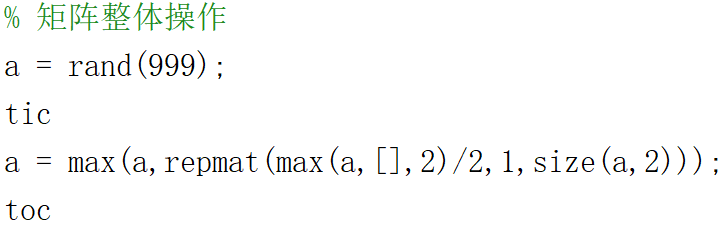 % 矩阵整体操作
a = rand(999);
tic
a = max(a,repmat(max(a,[],2)/2,1,size(a,2)));
toc